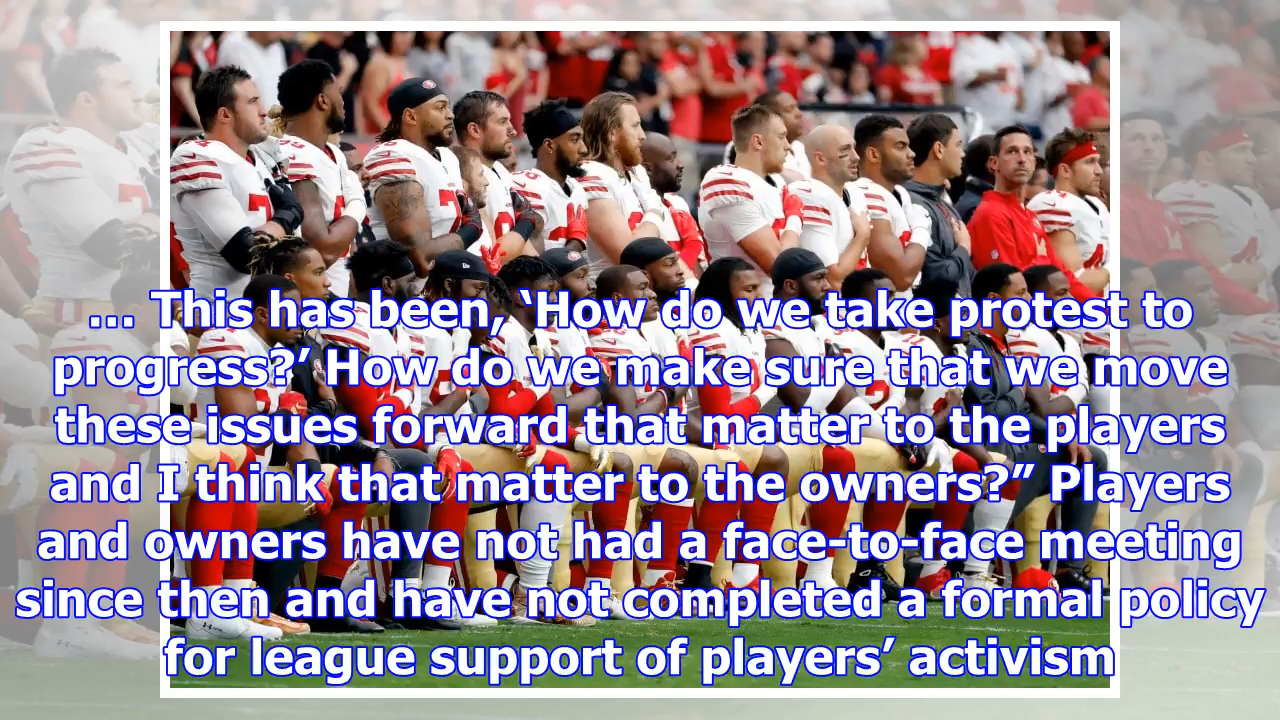 ... This has been, ‘How do we take protest to
progress?’ How do we make sure that we move
these issues forward that matter to the players
and I think that matter to the owners?” Players
and owners have not had a face-to-face meeting
since then and have not completed a formal policy
for league support of players’ activism